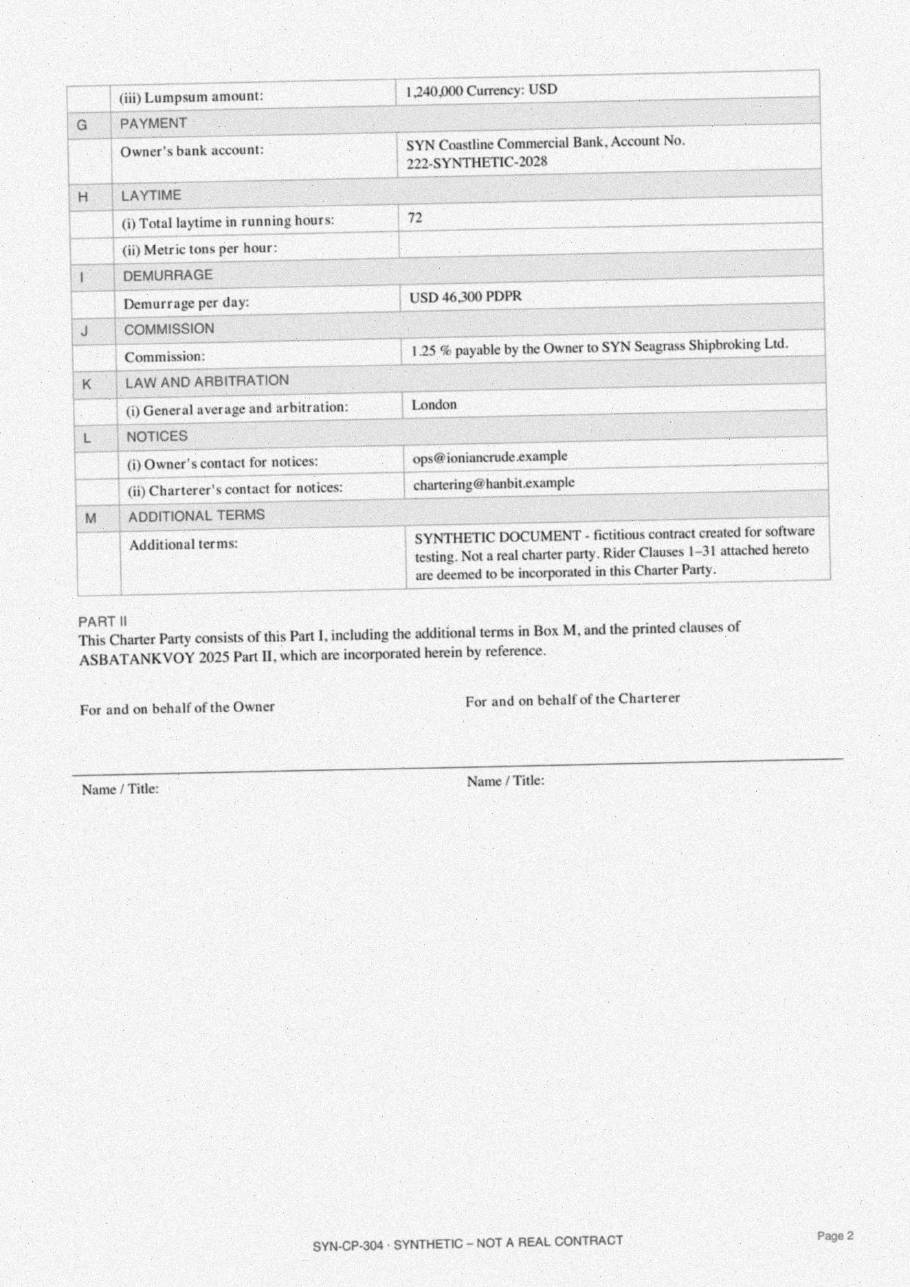 (iii) Lumpsum amount: 1,240,000 Currency: USD
G PAYMENT
Owner's bank account: SYN Coastline Commercial Bank, Account No.
222-SYNTHETIC-2028
H LAYTIME
(i) Total laytime in running hours: 72
(ii) Metric tons per hour:
I DEMURRAGE
Demurrage per day: USD 46,300 PDPR
J COMMISSION
Commission: 1.25 % payable by the Owner to SYN Seagrass Shipbroking Ltd.
K LAW AND ARBITRATION
(i) General average and arbitration: London
L NOTICES
(i) Owner's contact for notices: ops@ioniancrude.example
(ii) Charterer's contact for notices: chartering@hanbit.example
M ADDITIONAL TERMS
Additional terms: SYNTHETIC DOCUMENT - fictitious contract created for software
testing. Not a real charter party. Rider Clauses 1–31 attached hereto
are deemed to be incorporated in this Charter Party.
PART II
This Charter Party consists of this Part I, including the additional terms in Box M, and the printed clauses of
ASBATANKVOY 2025 Part II, which are incorporated herein by reference.
For and on behalf of the Owner For and on behalf of the Charterer
Name / Title: Name / Title:
SYN-CP-304 · SYNTHETIC – NOT A REAL CONTRACT Page 2